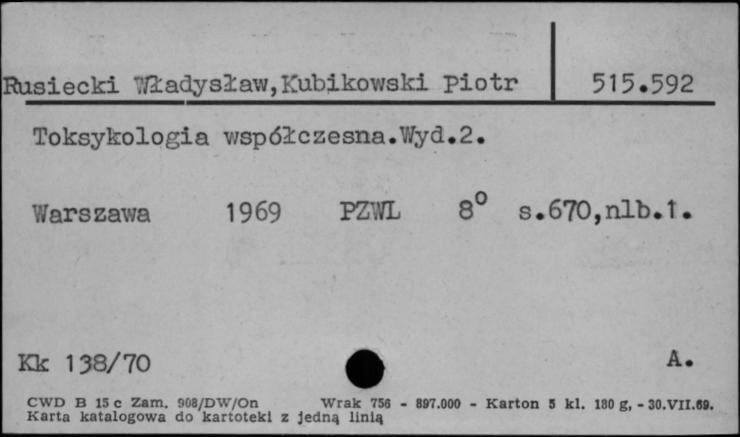 Rusiecki Władysław,Kubikowski Piotr 515.592
Toksykologia współczesna.Wyd.2.
Warszawa 1969 PZWL 8° s.670,nlb.1.
Kk 138/70 A.
CWD B 15 c Zam. 908/DW/On Wrak 756 - 897.000 - Karton 5 kl. 180 g, - 30.VII.69.
Karta katalogowa do kartoteki z jedną linią